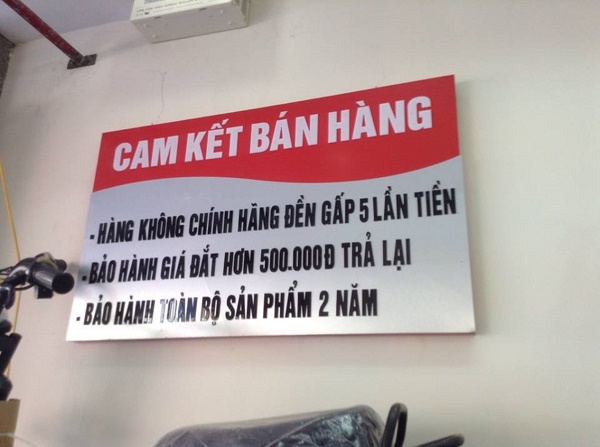 CAM KẾT BÁN HÀNG
- HÀNG KHÔNG CHÍNH HÃNG ĐỀN GẤP 5 LẦN TIỀN
- BẢO HÀNH GIÁ ĐẮT HƠN 500.000Đ TRẢ LẠI
- BẢO HÀNH TOÀN BỘ SẢN PHẨM 2 NĂM